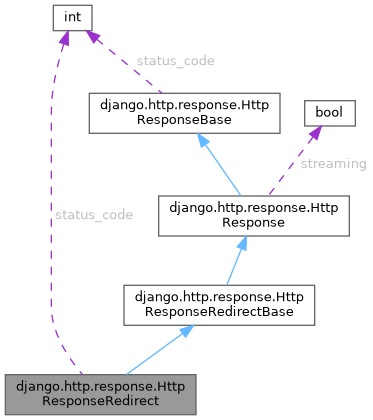 int
status_code
django.http.response.Http
ResponseBase
bool
streaming
django.http.response.Http
Response
status_code
django.http.response.Http
ResponseRedirectBase
django.http.response.Http
ResponseRedirect